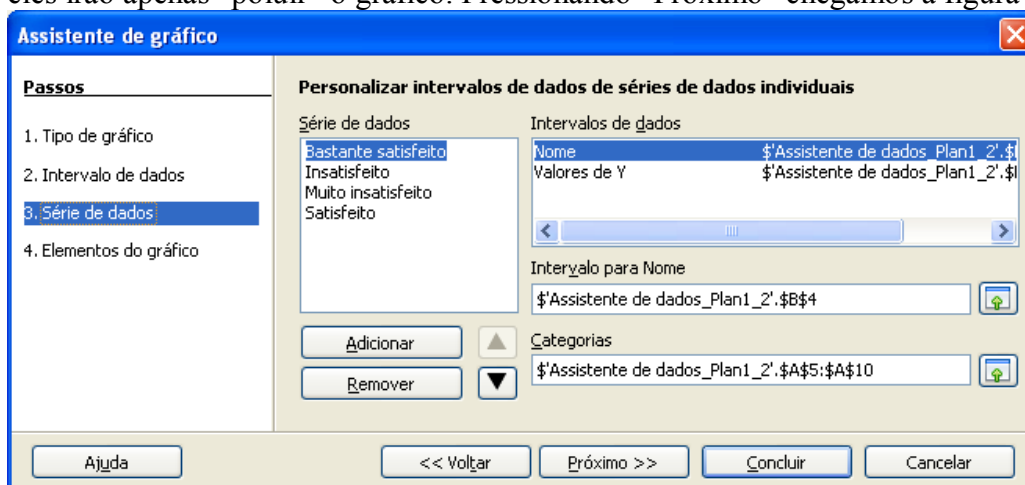 eles irão apenas "polair" o gráfico. Pressionando "Próximo" chegamos a figura
Assistente de gráfico
Passos
1. Tipo de gráfico
2. Intervalo de dados
3. Série de dados
4. Elementos do gráfico
Personalizar intervalos de dados de séries de dados individuais
Série de dados
Bastante satisfeito
Insatisfeito
Muito insatisfeito
Satisfeito
Adicionar
Remover
Intervalos de dados
Nome $'Assistente de dados_Plan1_2'.$
Valores de Y $'Assistente de dados_Plan1_2'.$
Intervalo para Nome
$'Assistente de dados_Plan1_2'.$B$4
Categorias
$'Assistente de dados_Plan1_2'.$A$5:$A$10
Ajuda
<< Voltar
Próximo >>
Concluir
Cancelar